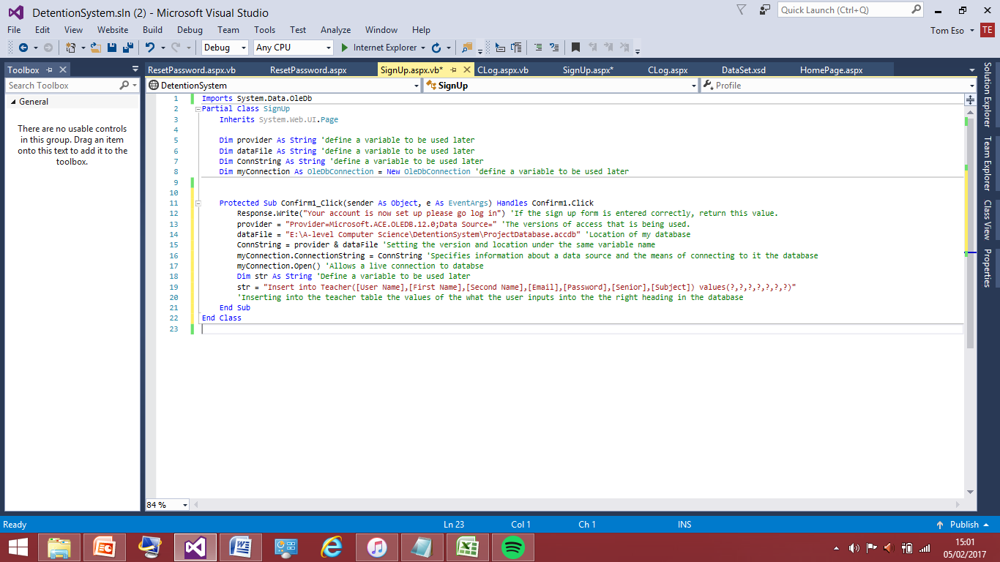 DetentionSystem.sln (2) - Microsoft Visual Studio
Quick Launch (Ctrl+Q)
File Edit View Website Build Debug Team Tools Test Analyze Window Help
Tom Eso TE
Debug Any CPU Internet Explorer
Toolbox
ResetPassword.aspx.vb ResetPassword.aspx SignUp.aspx.vb* CLog.aspx.vb SignUp.aspx* CLog.aspx DataSet.xsd HomePage.aspx
Search Toolbox
DetentionSystem SignUp Profile
General
There are no usable controls
in this group. Drag an item
onto this text to add it to the
toolbox.
1 Imports System.Data.OleDb
2 Partial Class SignUp
3 Inherits System.Web.UI.Page
4
5 Dim provider As String 'define a variable to be used later
6 Dim dataFile As String 'define a variable to be used later
7 Dim ConnString As String 'define a variable to be used later
8 Dim myConnection As OleDbConnection = New OleDbConnection 'define a variable to be used later
9
10
11 Protected Sub Confirm1_Click(sender As Object, e As EventArgs) Handles Confirm1.Click
12 Response.Write("Your account is now set up please go log in") 'If the sign up form is entered correctly, return this value.
13 provider = "Provider=Microsoft.ACE.OLEDB.12.0;Data Source=" 'The versions of access that is being used.
14 dataFile = "E:\A-level Computer Science\DetentionSystem\ProjectDatabase.accdb" 'Location of my database
15 ConnString = provider & dataFile 'Setting the version and location under the same variable name
16 myConnection.ConnectionString = ConnString 'Specifies information about a data source and the means of connecting to it the database
17 myConnection.Open() 'Allows a live connection to databse
18 Dim str As String 'Define a variable to be used later
19 str = "Insert into Teacher([User Name],[First Name],[Second Name],[Email],[Password],[Senior],[Subject]) values(?,?,?,?,?,?,?)"
20 'Inserting into the teacher table the values of the what the user inputs into the the right heading in the database
21 End Sub
22 End Class
23
Solution Explorer
Team Explorer
Class View
Properties
84 %
Ready Ln 23 Col 1 Ch 1 INS Publish
15:01
05/02/2017